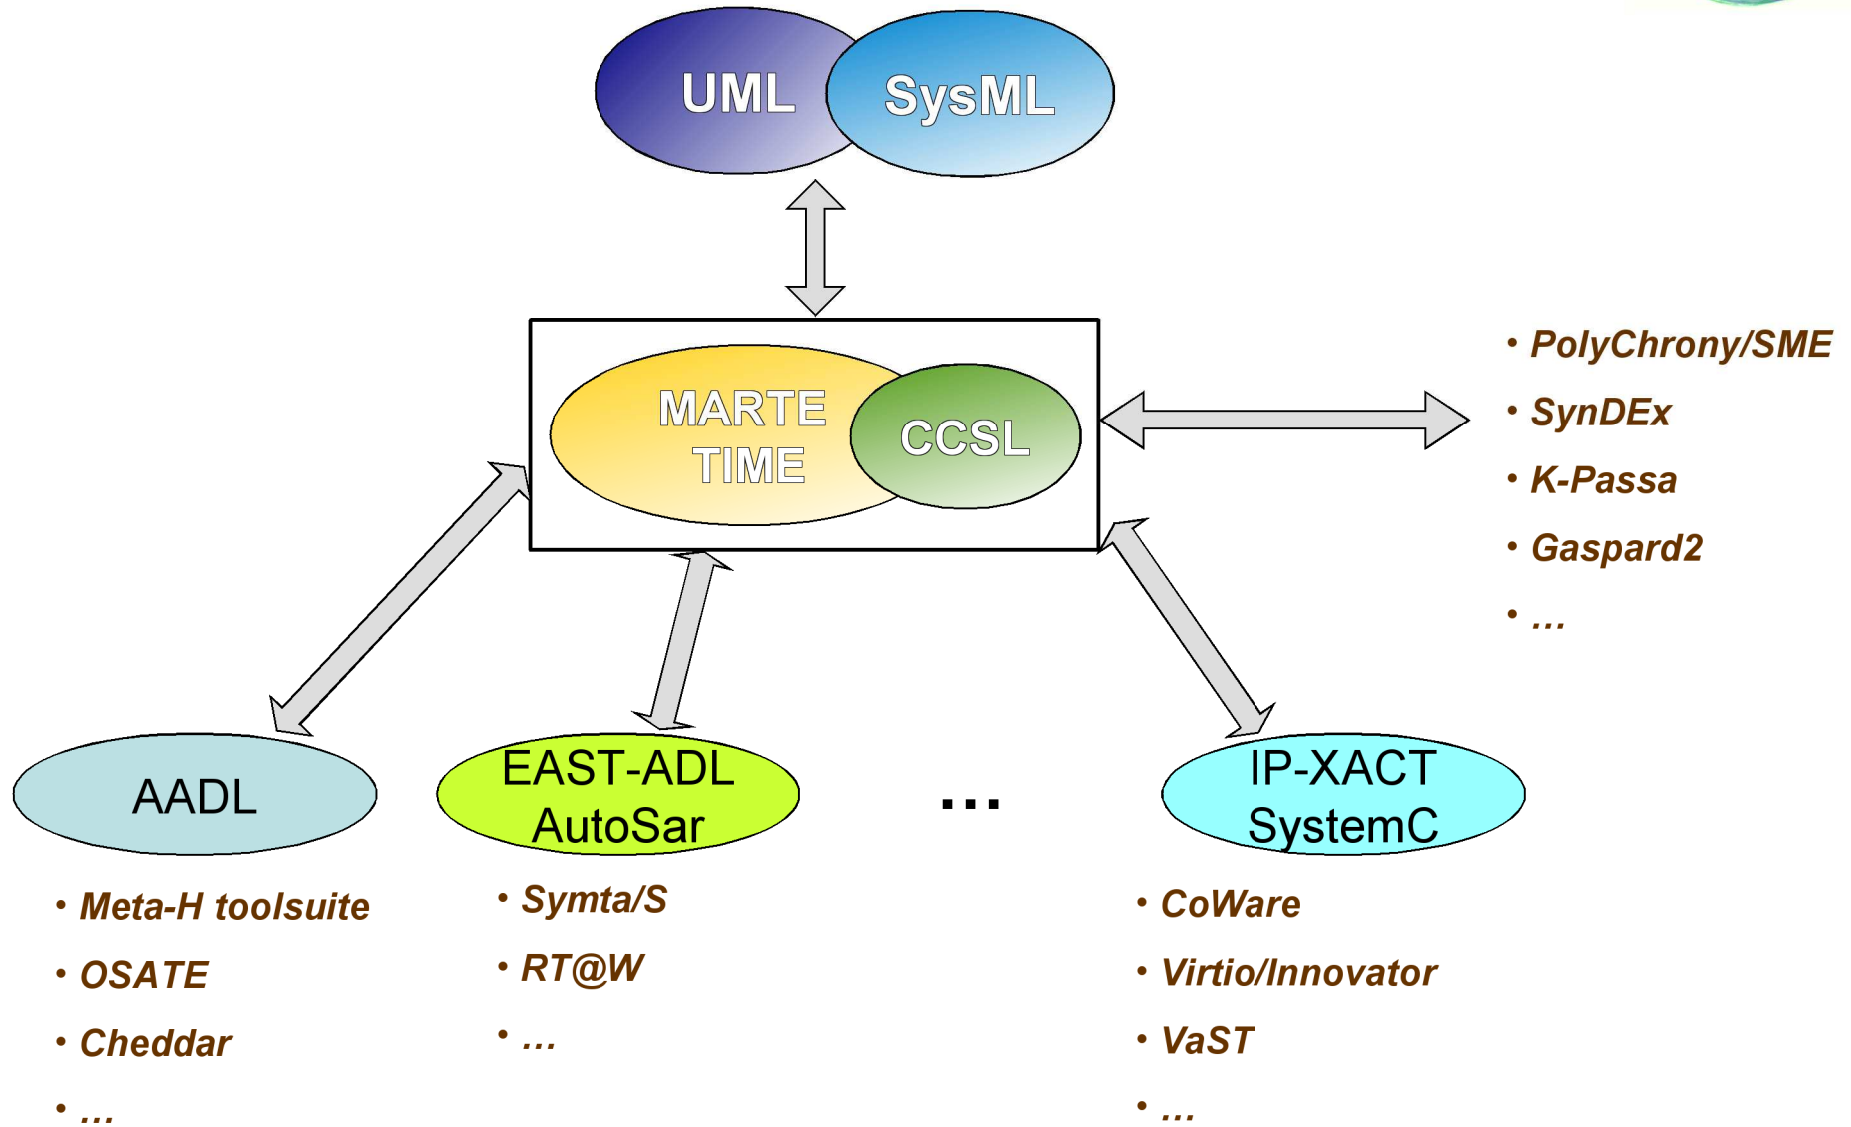 UML
SysML
MARTE
TIME
CCSL
• PolyChrony/SME
• SynDEx
• K-Passa
• Gaspard2
• …
AADL
EAST-ADL
AutoSar
…
IP-XACT
SystemC
• Meta-H toolsuite
• OSATE
• Cheddar
• …
• Symta/S
• RT@W
• …
• CoWare
• Virtio/Innovator
• VaST
• …